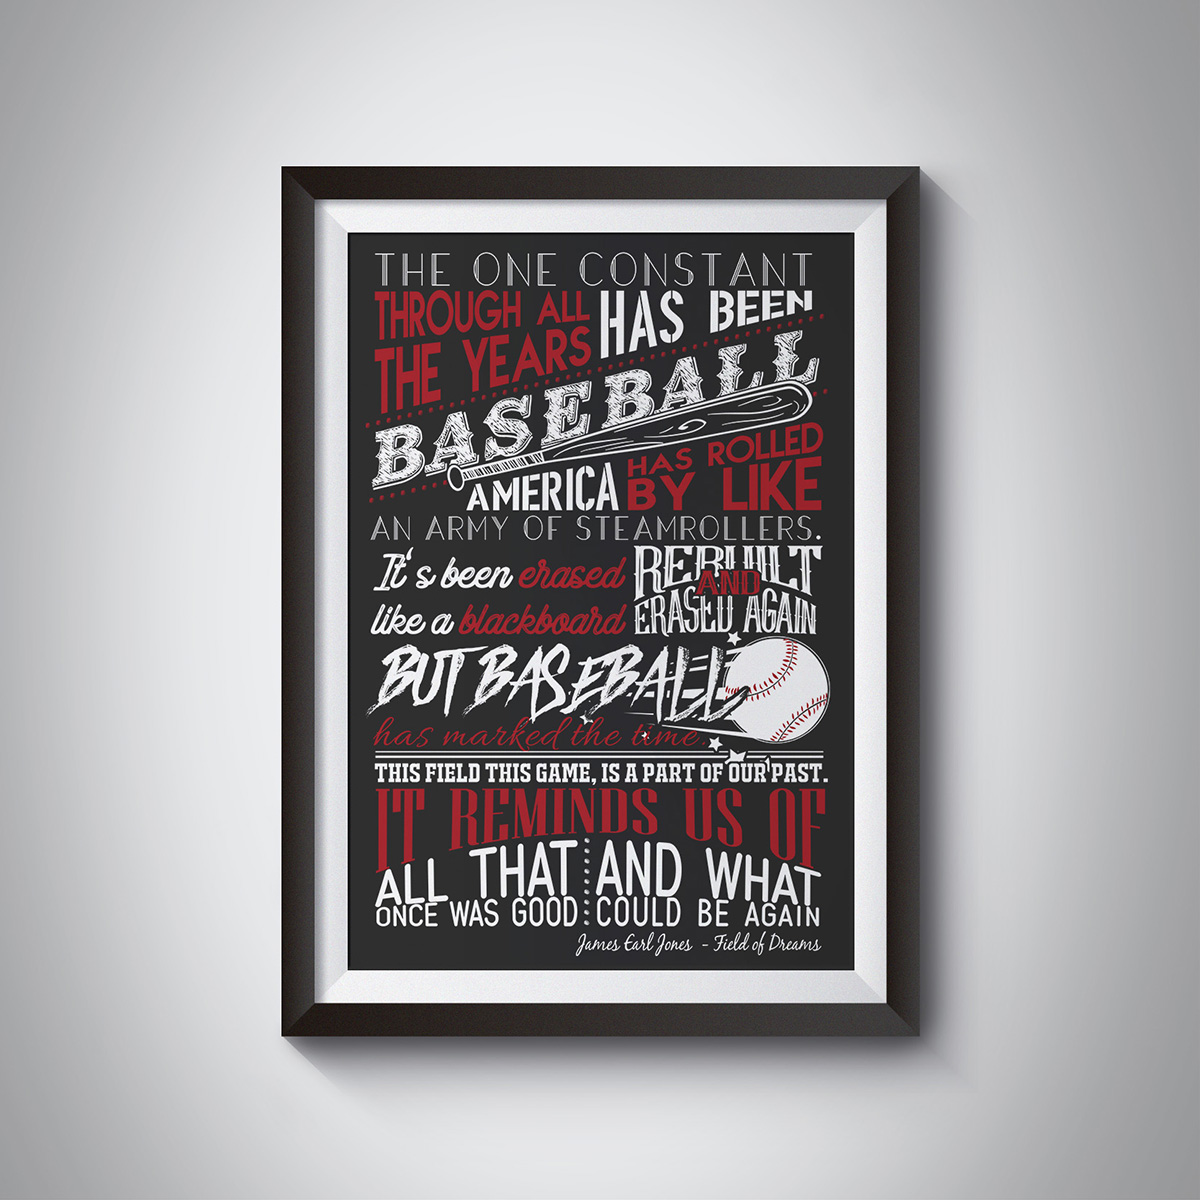 THE ONE CONSTANT
THROUGH ALL
THE YEARS
HAS BEEN
BASEBALL
AMERICA
HAS ROLLED
BY LIKE
AN ARMY OF STEAMROLLERS.
It's been erased
like a blackboard
REBUILT
AND
ERASED AGAIN
BUT BASEBALL
has marked the time.
THIS FIELD THIS GAME, IS A PART OF OUR PAST.
IT REMINDS US OF
ALL THAT
ONCE WAS GOOD
AND WHAT
COULD BE AGAIN
James Earl Jones - Field of Dreams